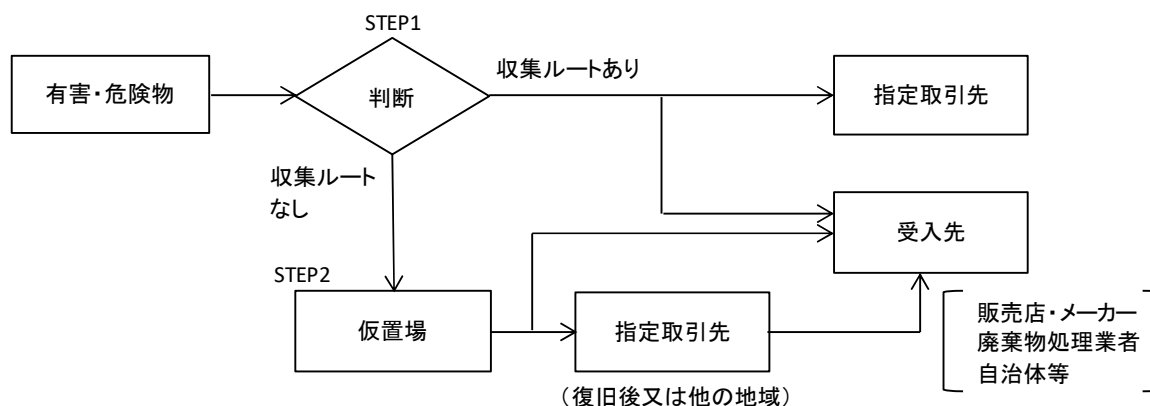 STEP1
収集ルートあり
有害・危険物
判断
指定取引先
収集ルート
なし
受入先
STEP2
仮置場
指定取引先
販売店・メーカー
廃棄物処理業者
自治体等
（復旧後又は他の地域）